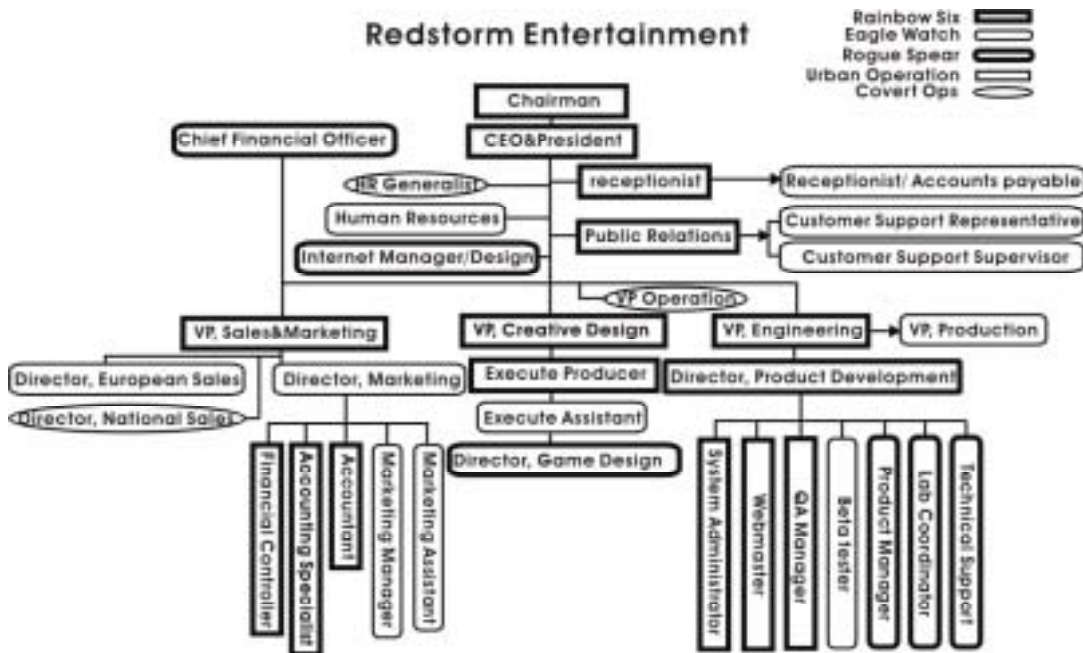 Redstorm Entertainment
Rainbow Six
Eagle Watch
Rogue Spear
Urban Operation
Covert Ops
Chairman
Chief Financial Officer
CEO&President
HR Generalis
receptionist
Receptionist/ Accounts payable
Human Resources
Public Relations
Customer Support Representative
Internet Manager/Design
Customer Support Supervisor
VP Operation
VP, Sales&Marketing
VP, Creative Design
VP, Engineering
VP, Production
Director, European Sales
Director, Marketing
Execute Producer
Director, Product Development
Director, National Sales
Execute Assistant
Director, Game Design
Financial Controller
Accounting Specialist
Accountant
Marketing Manager
Marketing Assistant
System Administrator
Webmaster
QA Manager
Beta tester
Product Manager
Lab Coordinator
Technical Support